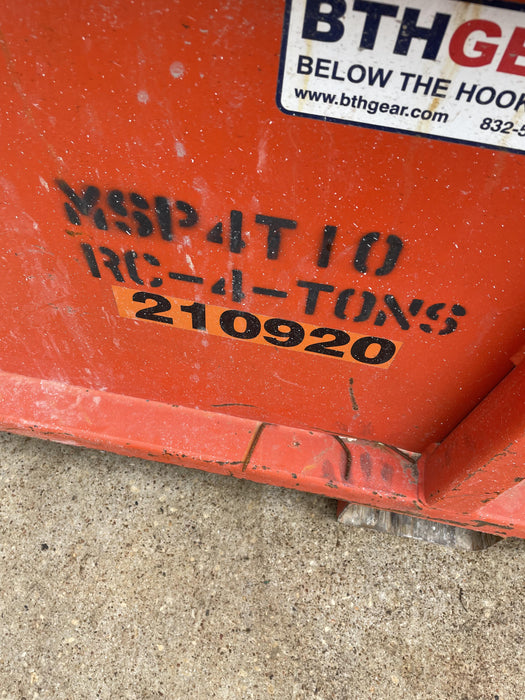 BTHGE
BELOW THE HOOK
www.bthgear.com 832-5
MSP4T10
RC-4-TONS
210920